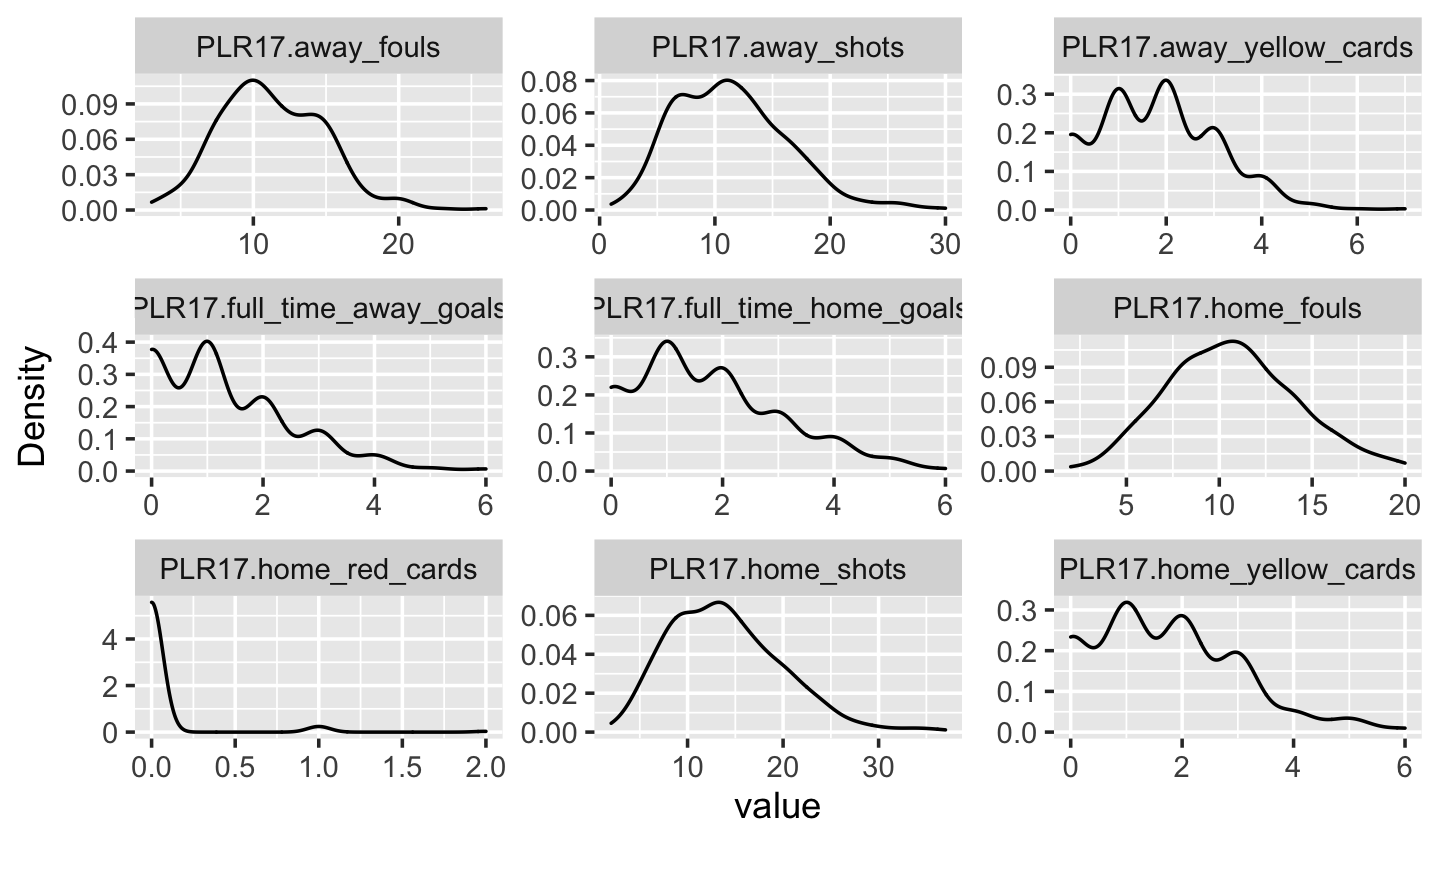 PLR17.away_fouls
0.09
0.06
0.03
0.00
10 20
PLR17.away_shots
0.08
0.06
0.04
0.02
0.00
0 10 20 30
PLR17.away_yellow_cards
0.3
0.2
0.1
0.0
0 2 4 6
Density
PLR17.full_time_away_goals
0.4
0.3
0.2
0.1
0.0
0 2 4 6
PLR17.full_time_home_goals
0.3
0.2
0.1
0.0
0 2 4 6
PLR17.home_fouls
0.09
0.06
0.03
0.00
5 10 15 20
PLR17.home_red_cards
4
2
0
0.0 0.5 1.0 1.5 2.0
PLR17.home_shots
0.06
0.04
0.02
0.00
10 20 30
PLR17.home_yellow_cards
0.3
0.2
0.1
0.0
0 2 4 6
value